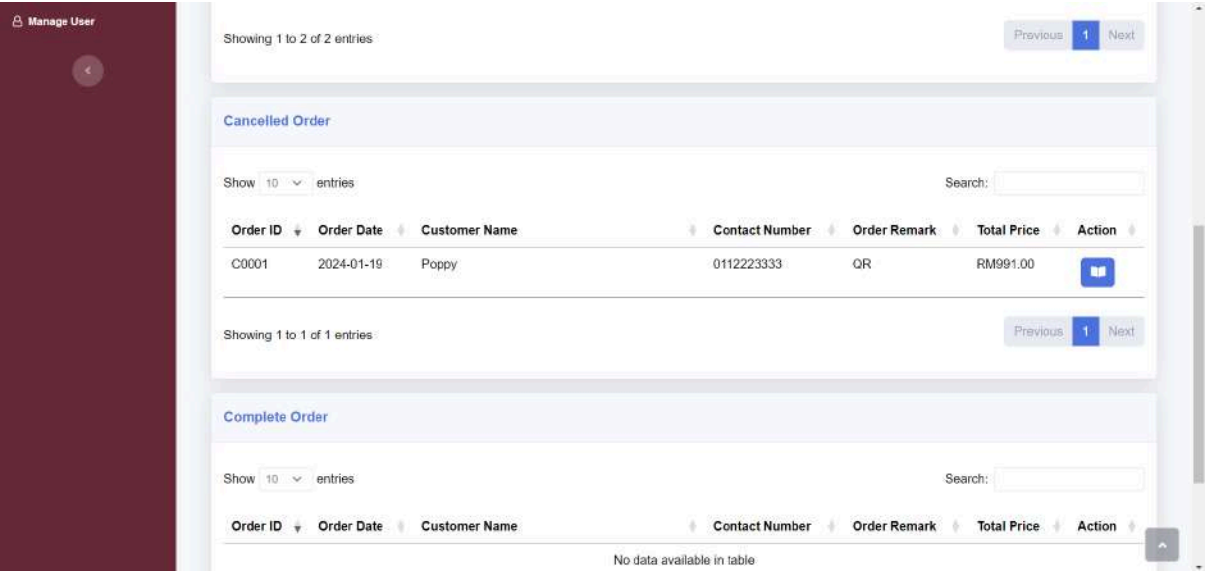 Manage User
Showing 1 to 2 of 2 entries
Previous 1 Next
Cancelled Order
Show 10 entries
Search:
Order ID Order Date Customer Name Contact Number Order Remark Total Price Action
C0001 2024-01-19 Poppy 0112223333 QR RM991.00
Showing 1 to 1 of 1 entries
Previous 1 Next
Complete Order
Show 10 entries
Search:
Order ID Order Date Customer Name Contact Number Order Remark Total Price Action
No data available in table